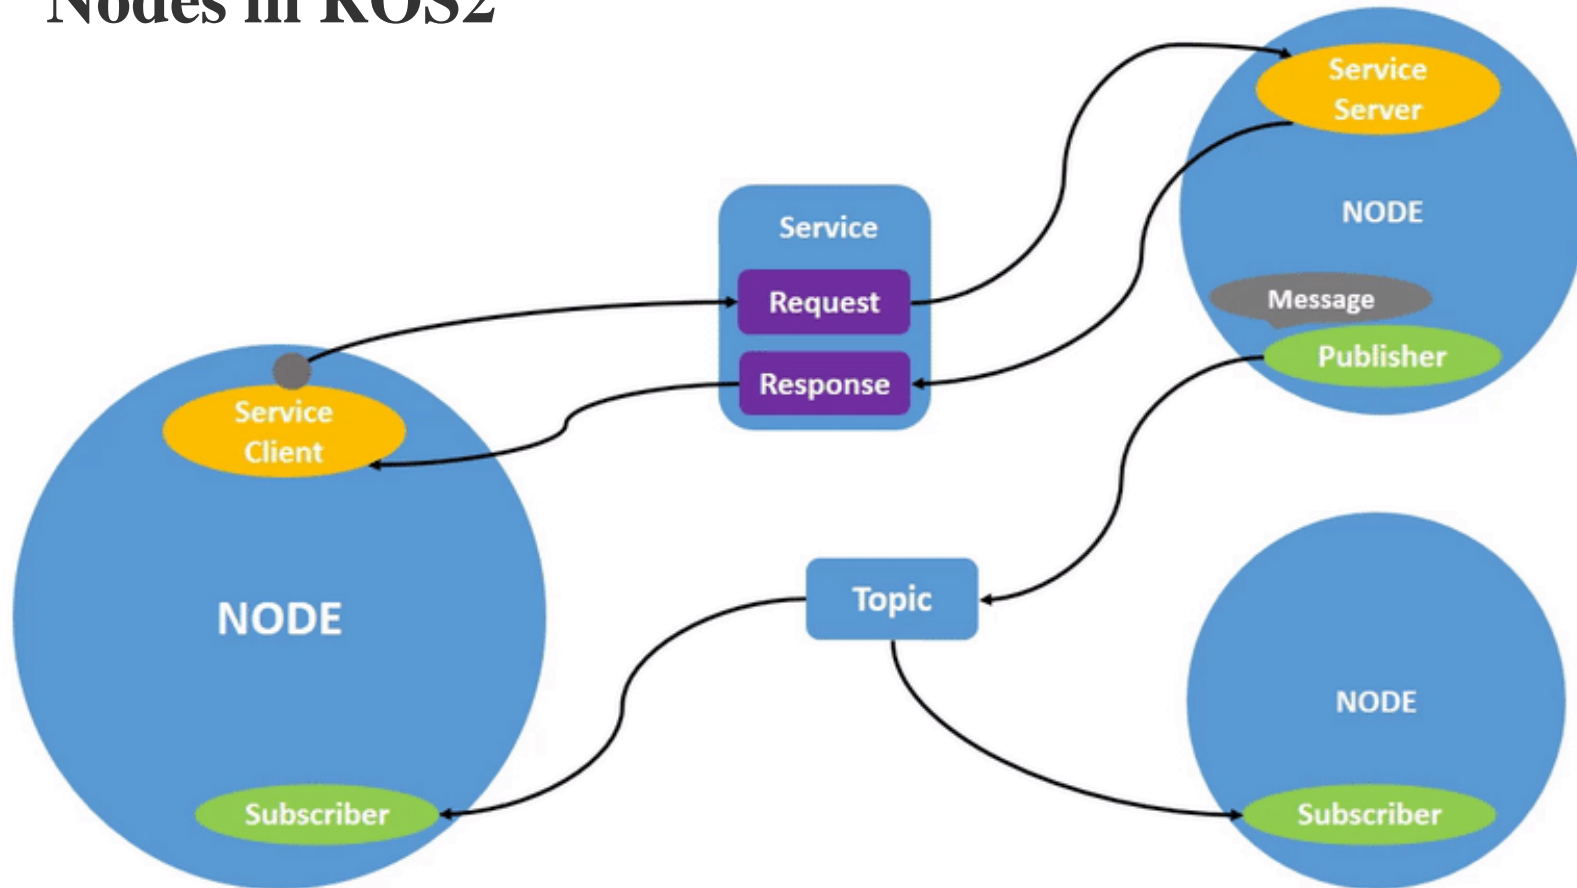 Nodes in ROS2
Service
Server
NODE
Service
Request
Message
Publisher
Response
Service
Client
Topic
NODE
NODE
Subscriber
Subscriber